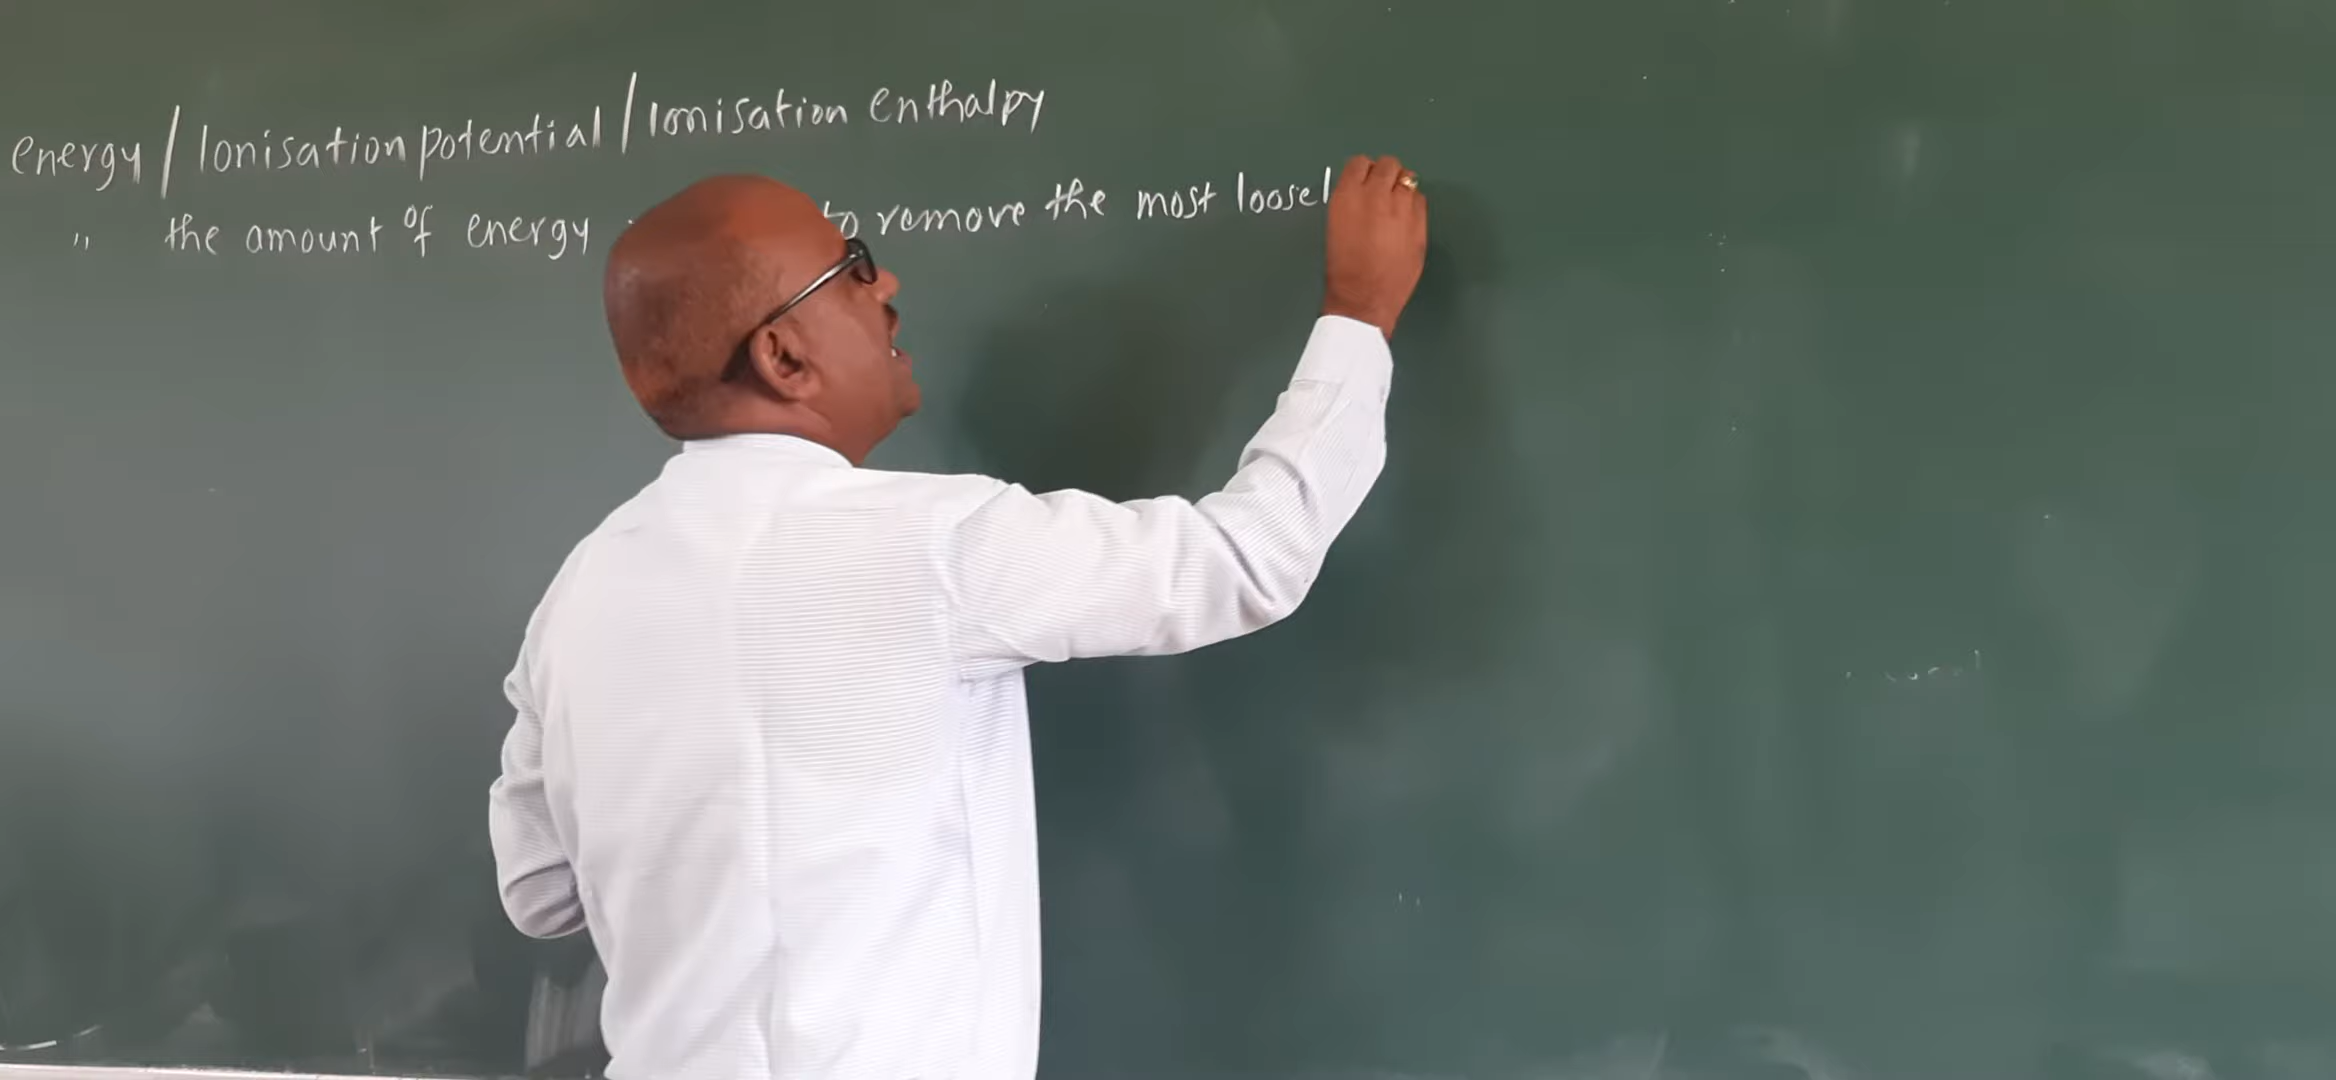 energy / Ionisation potential / Ionisation enthalpy
" the amount of energy to remove the most loosel